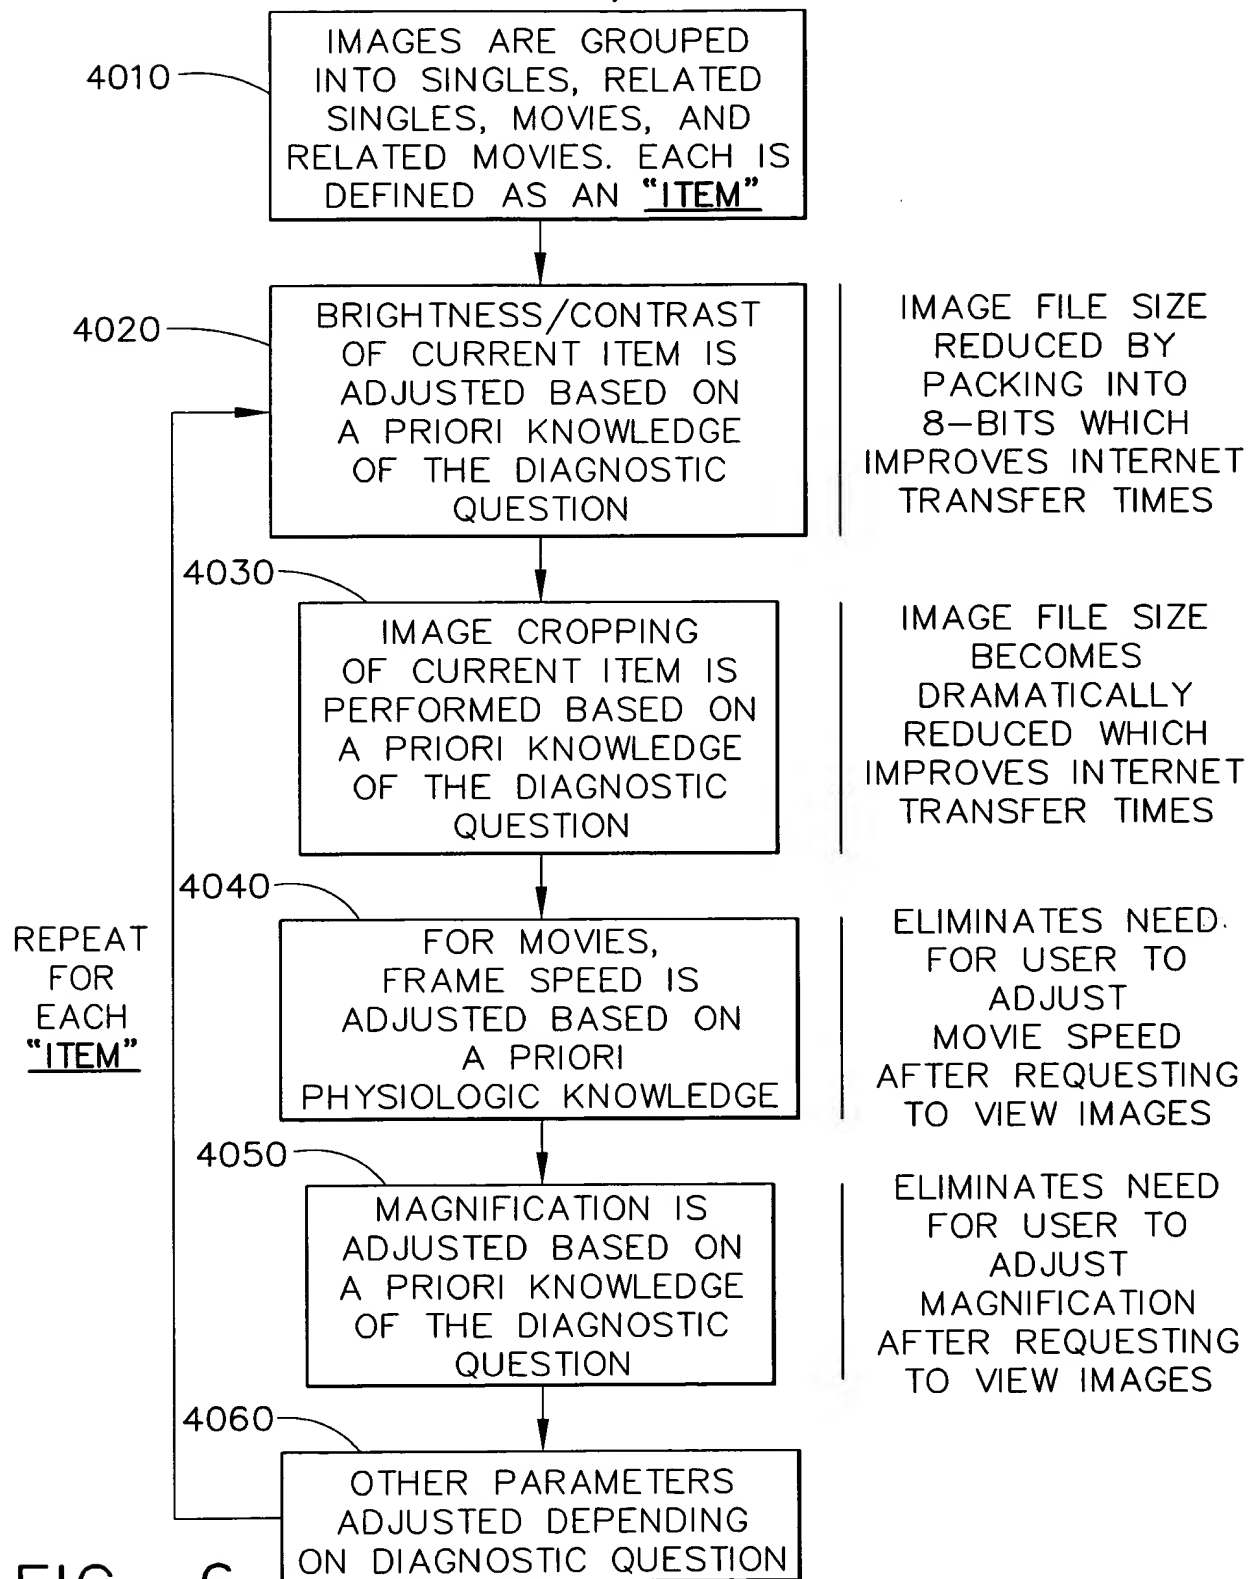 4010
IMAGES ARE GROUPED
INTO SINGLES, RELATED
SINGLES, MOVIES, AND
RELATED MOVIES. EACH IS
DEFINED AS AN "ITEM"
4020
BRIGHTNESS/CONTRAST
OF CURRENT ITEM IS
ADJUSTED BASED ON
A PRIORI KNOWLEDGE
OF THE DIAGNOSTIC
QUESTION
IMAGE FILE SIZE
REDUCED BY
PACKING INTO
8-BITS WHICH
IMPROVES INTERNET
TRANSFER TIMES
4030
IMAGE CROPPING
OF CURRENT ITEM IS
PERFORMED BASED ON
A PRIORI KNOWLEDGE
OF THE DIAGNOSTIC
QUESTION
IMAGE FILE SIZE
BECOMES
DRAMATICALLY
REDUCED WHICH
IMPROVES INTERNET
TRANSFER TIMES
4040
FOR MOVIES,
FRAME SPEED IS
ADJUSTED BASED ON
A PRIORI
PHYSIOLOGIC KNOWLEDGE
ELIMINATES NEED
FOR USER TO
ADJUST
MOVIE SPEED
AFTER REQUESTING
TO VIEW IMAGES
REPEAT
FOR
EACH
"ITEM"
4050
MAGNIFICATION IS
ADJUSTED BASED ON
A PRIORI KNOWLEDGE
OF THE DIAGNOSTIC
QUESTION
ELIMINATES NEED
FOR USER TO
ADJUST
MAGNIFICATION
AFTER REQUESTING
TO VIEW IMAGES
4060
OTHER PARAMETERS
ADJUSTED DEPENDING
ON DIAGNOSTIC QUESTION